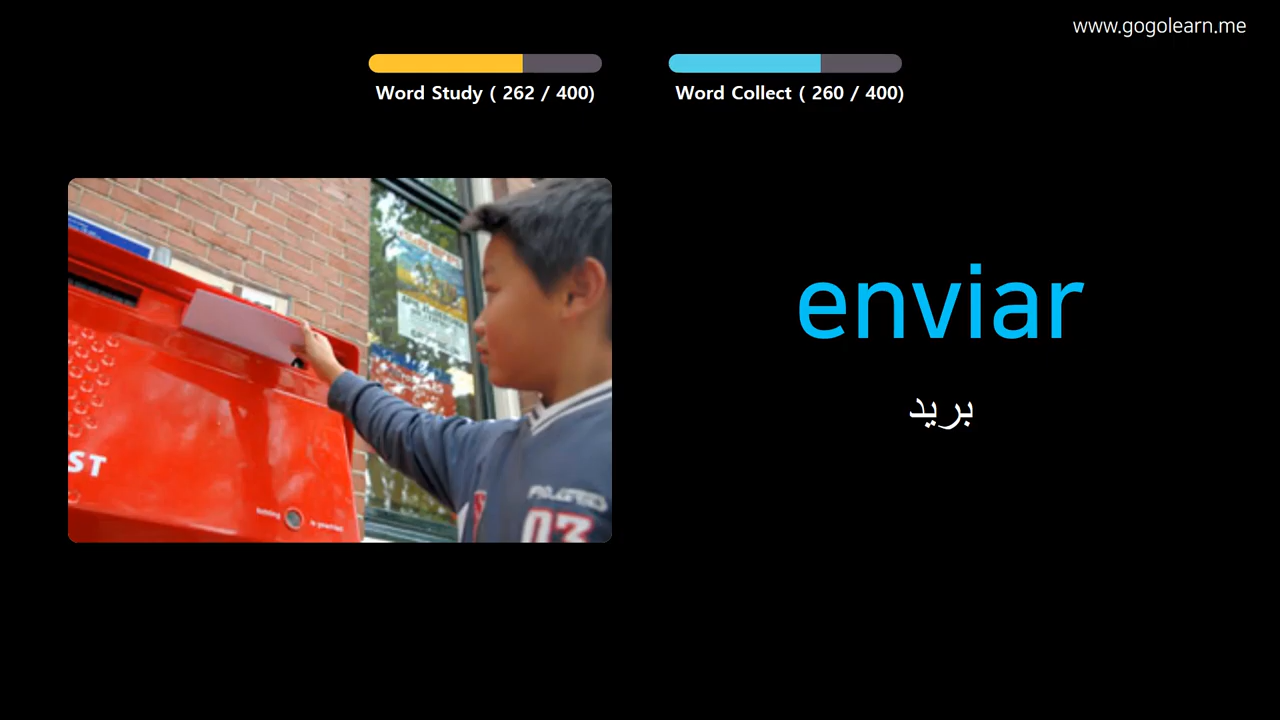 www.gogolearn.me
Word Study ( 262 / 400)
Word Collect ( 260 / 400)
enviar
بريد
ST
03